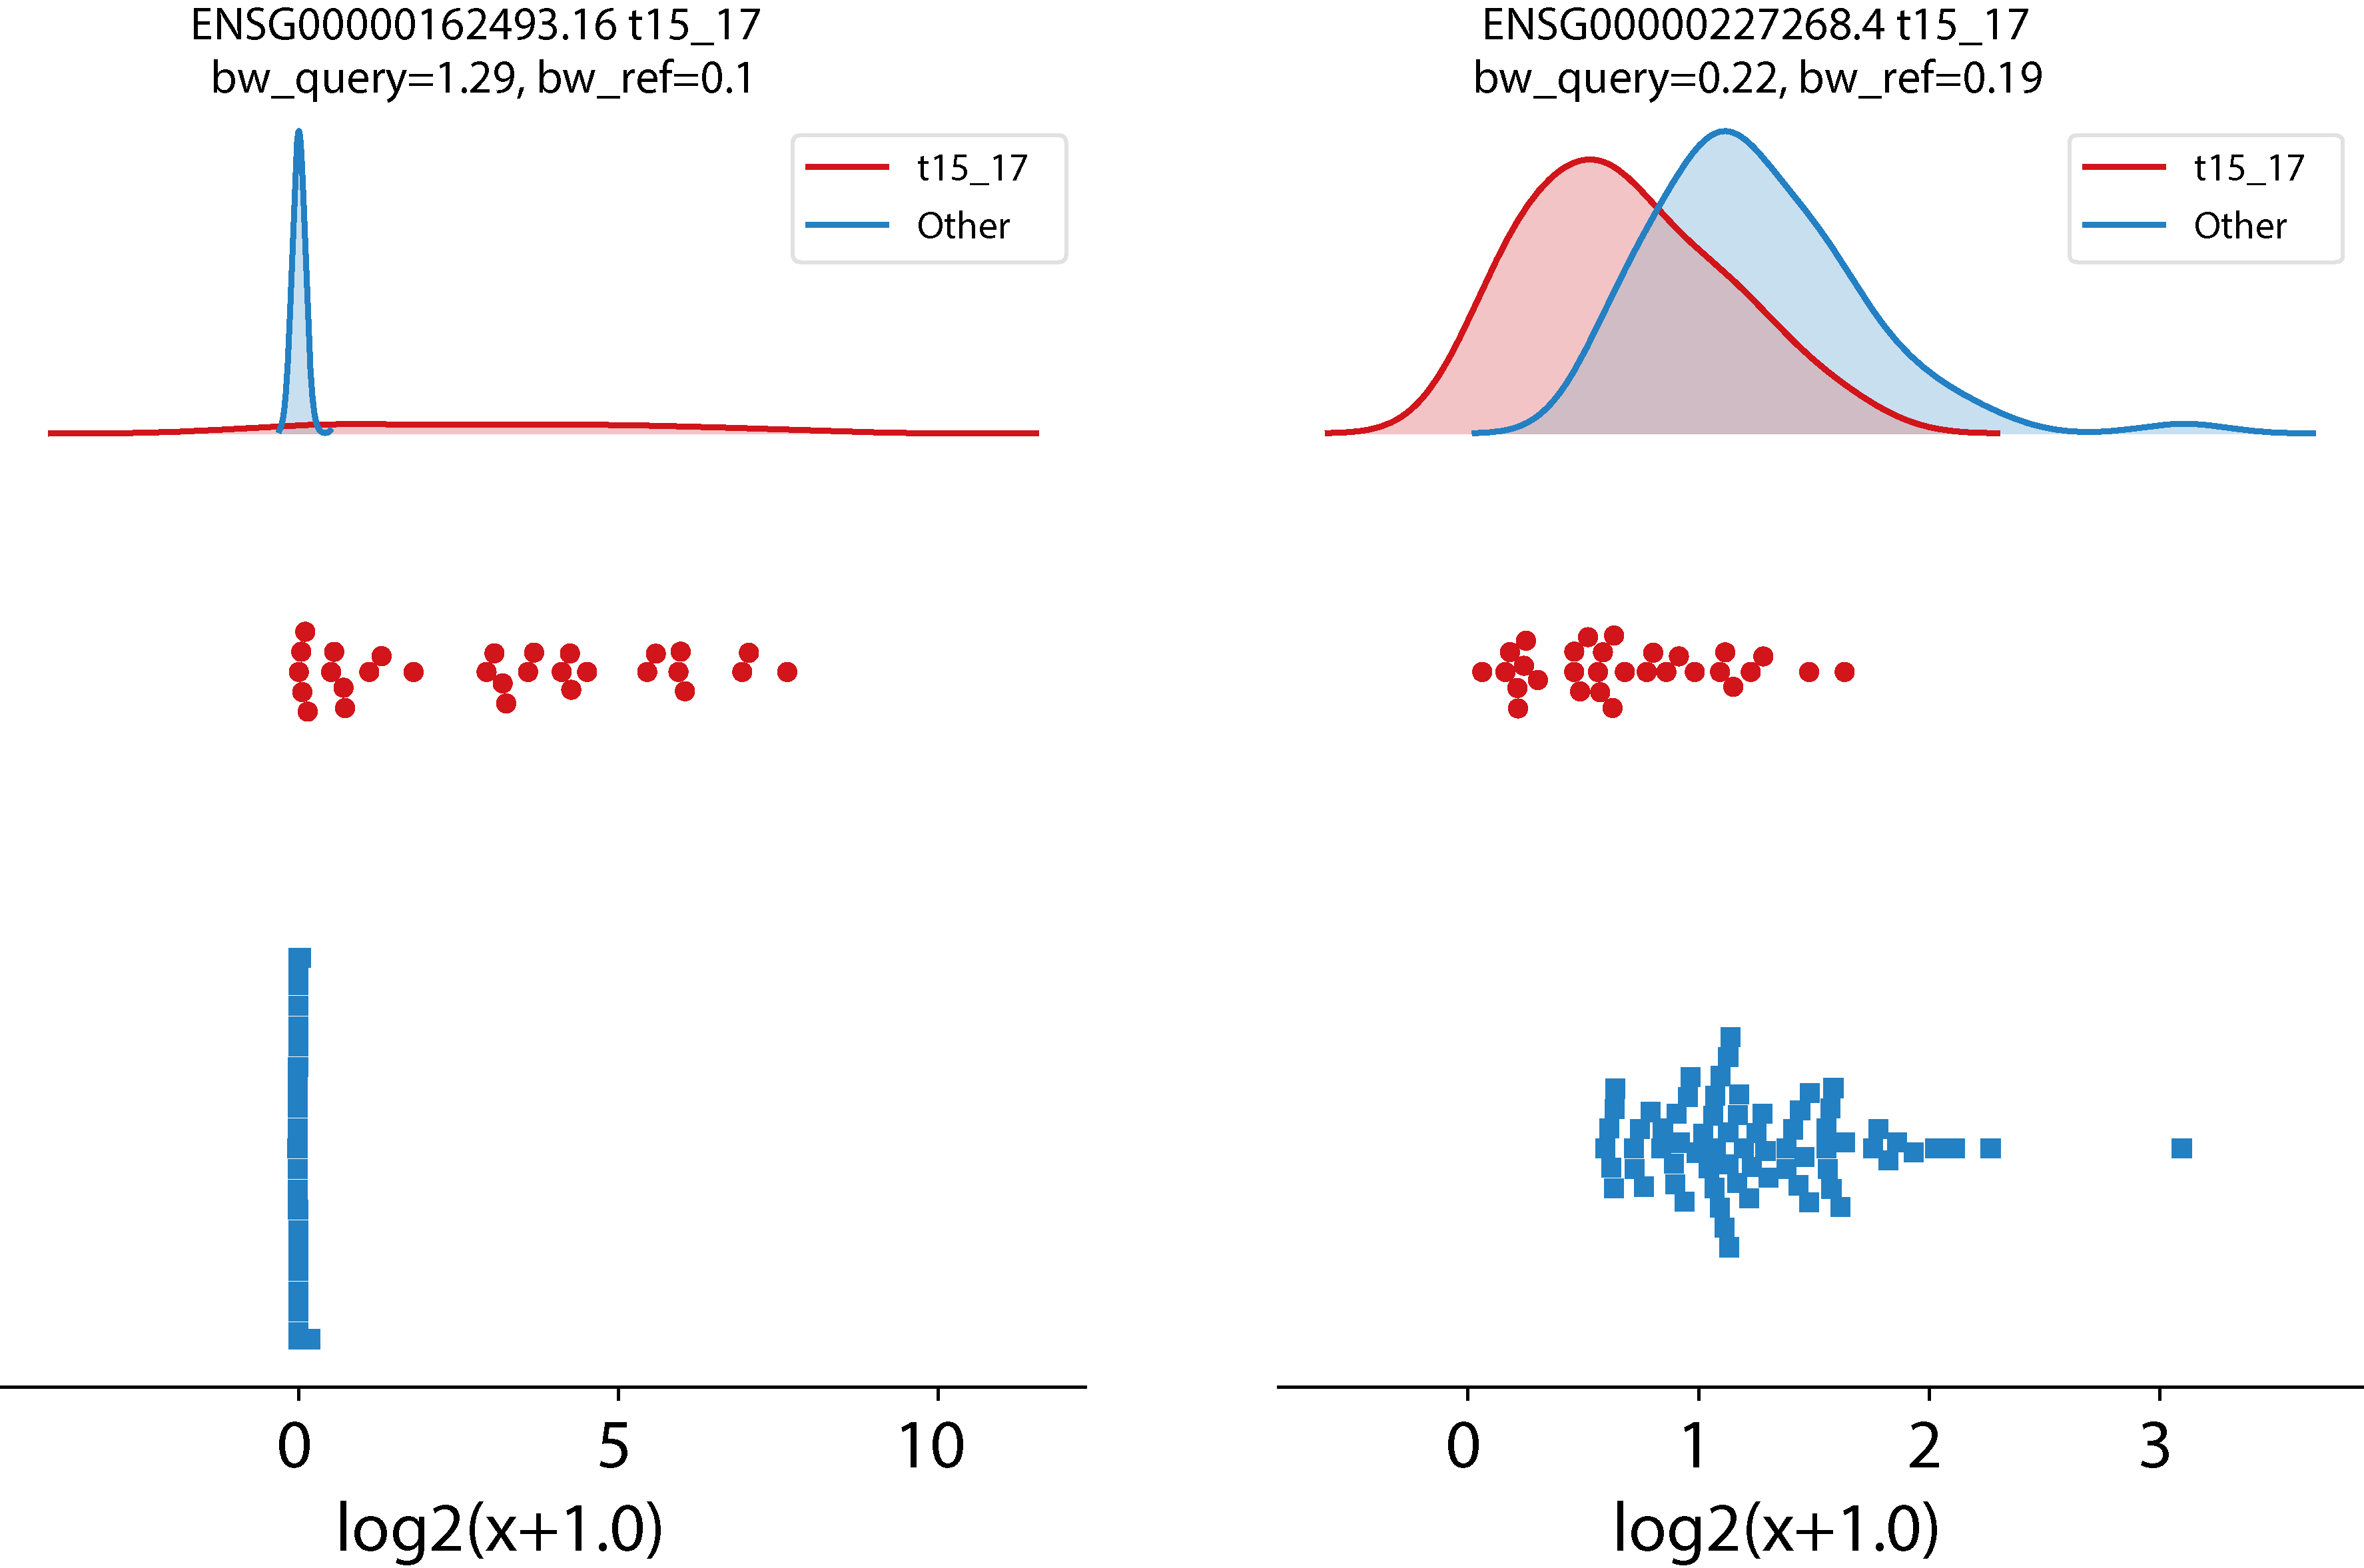 ENSG00000162493.16 t15_17
bw_query=1.29, bw_ref=0.1
t15_17
Other
0 5 10
log2(x+1.0)
ENSG00000227268.4 t15_17
bw_query=0.22, bw_ref=0.19
t15_17
Other
0 1 2 3
log2(x+1.0)